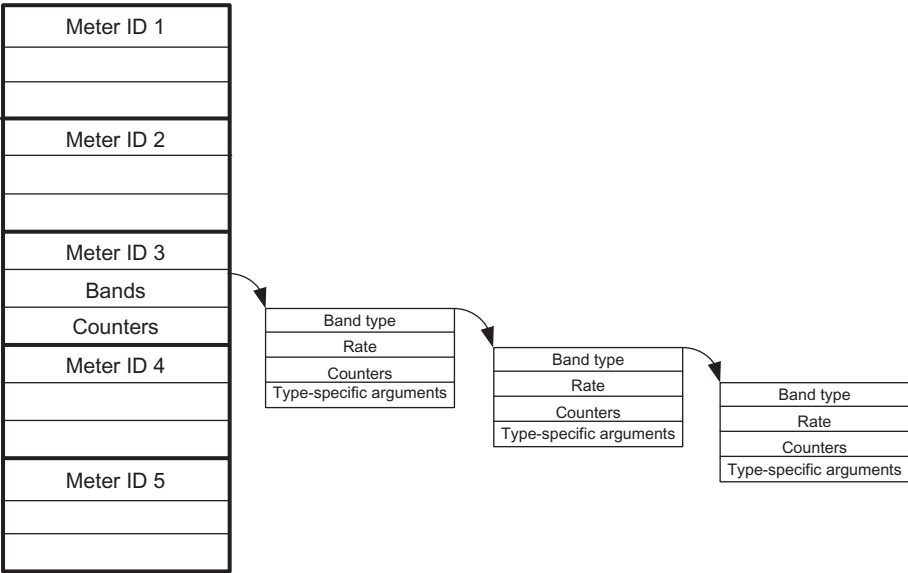 Meter ID 1
Meter ID 2
Meter ID 3
Bands
Counters
Meter ID 4
Meter ID 5
Band type
Rate
Counters
Type-specific arguments
Band type
Rate
Counters
Type-specific arguments
Band type
Rate
Counters
Type-specific arguments